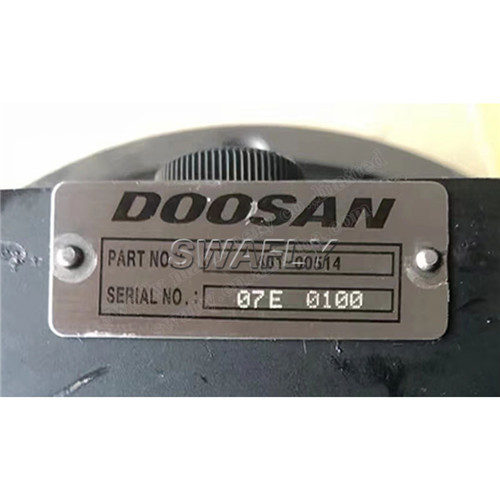 DOOSAN
PART NO.
SWAFLY
SERIAL NO. : 07E 0100